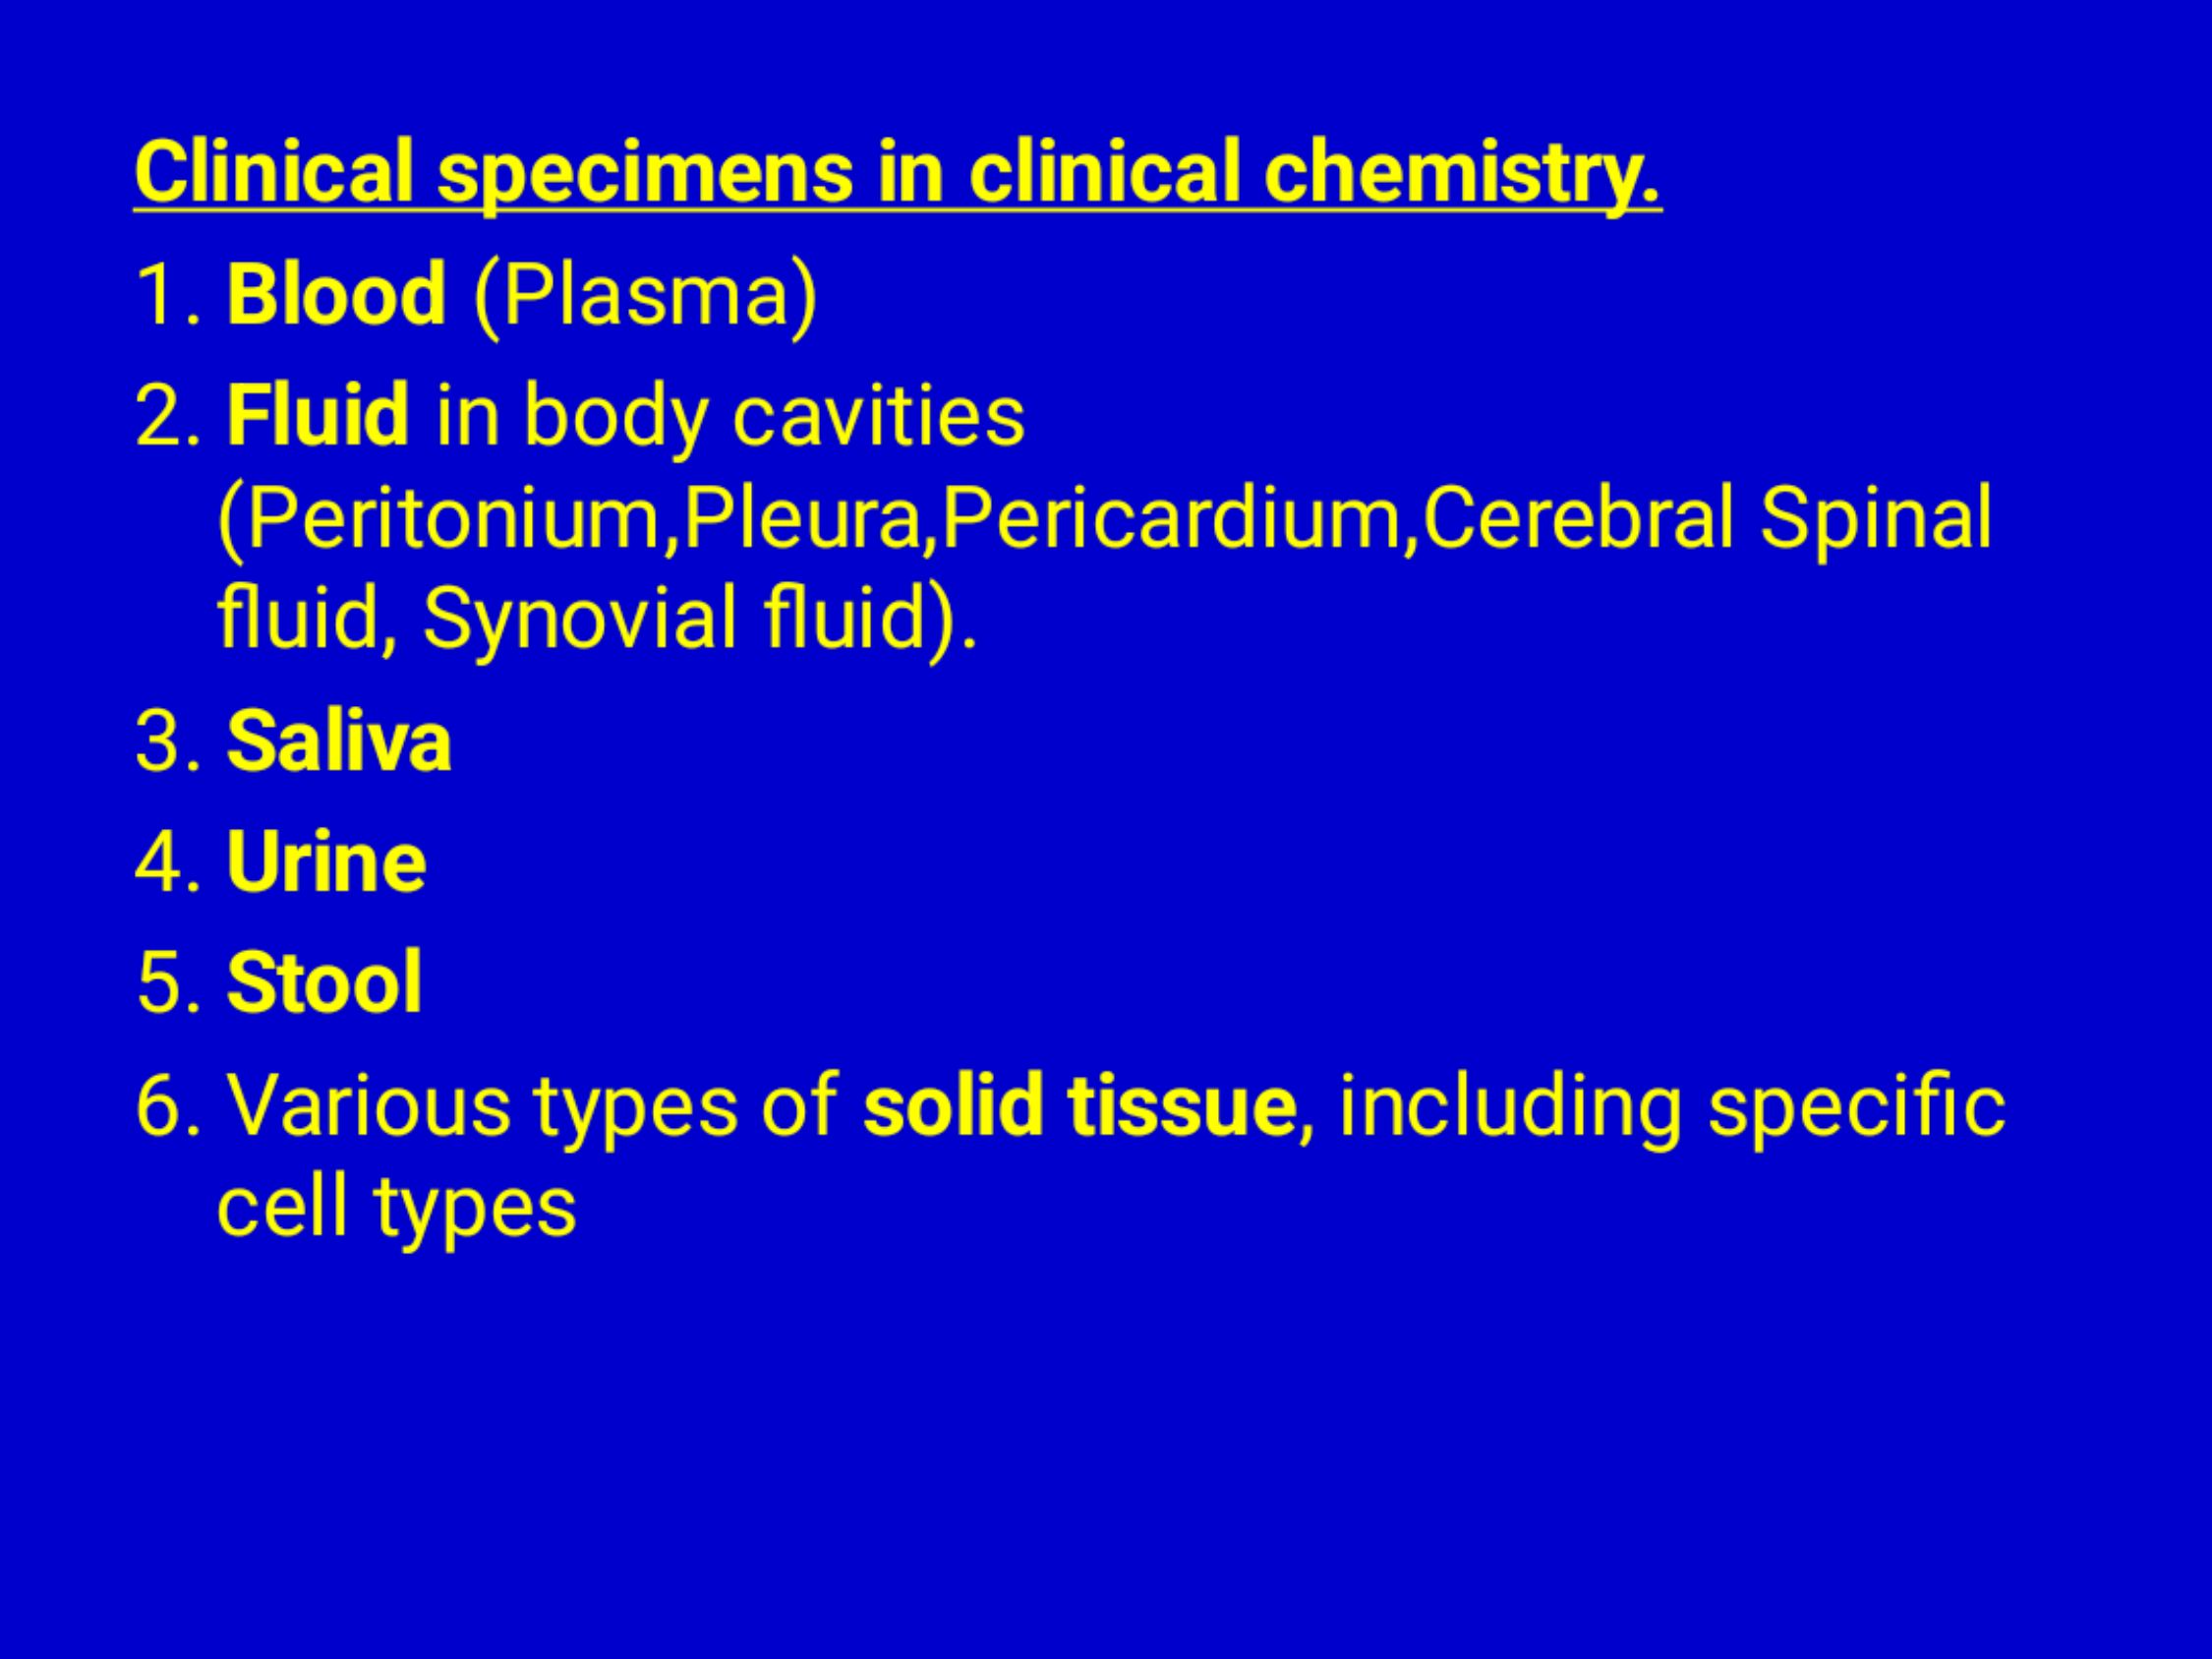 Clinical specimens in clinical chemistry.
1. Blood (Plasma)
2. Fluid in body cavities
(Peritonium,Pleura,Pericardium,Cerebral Spinal
fluid, Synovial fluid).
3. Saliva
4. Urine
5. Stool
6. Various types of solid tissue, including specific
cell types